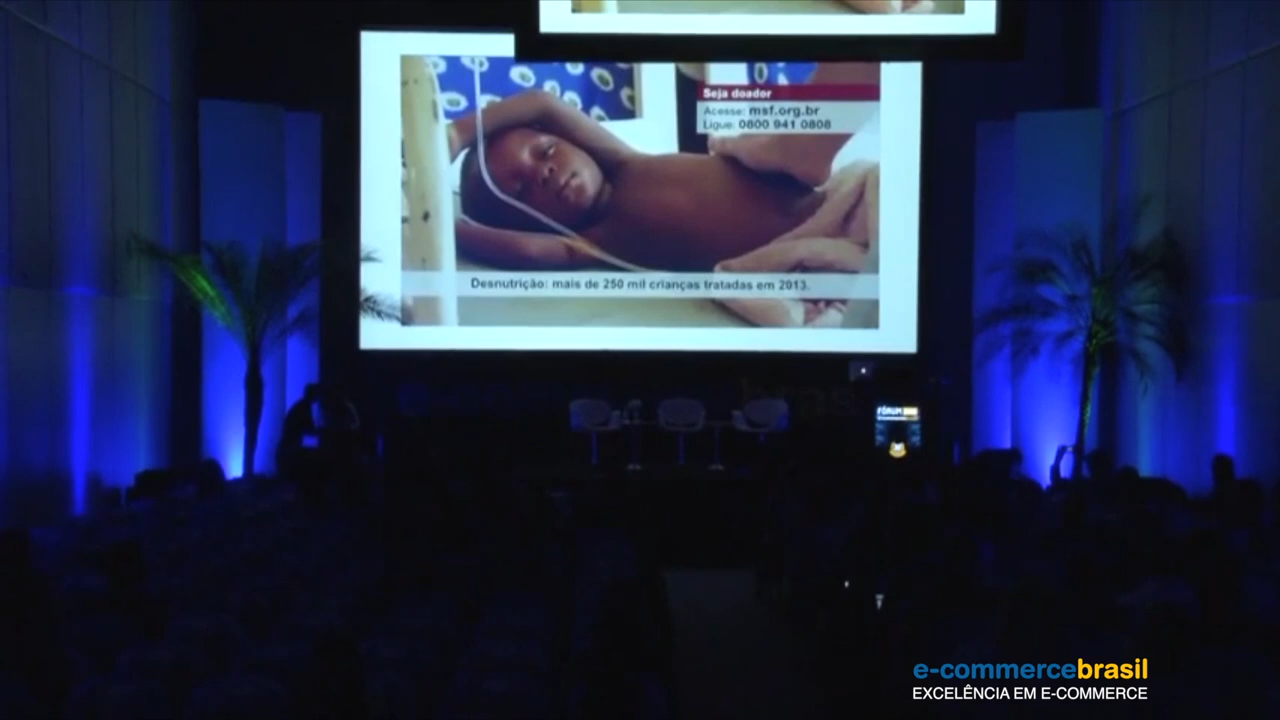 Seja doador
Acesse: msf.org.br
Ligue: 0800 941 0808
Desnutrição: mais de 250 mil crianças tratadas em 2013.
FÓRUM
e-commercebrasil
EXCELÊNCIA EM E-COMMERCE